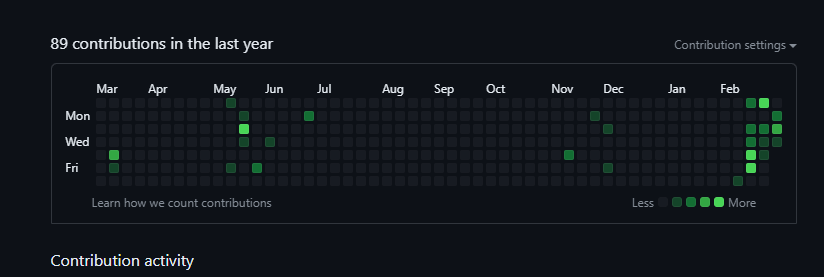 89 contributions in the last year
Contribution settings
Mar Apr May Jun Jul Aug Sep Oct Nov Dec Jan Feb
Mon
Wed
Fri
Learn how we count contributions
Less More
Contribution activity